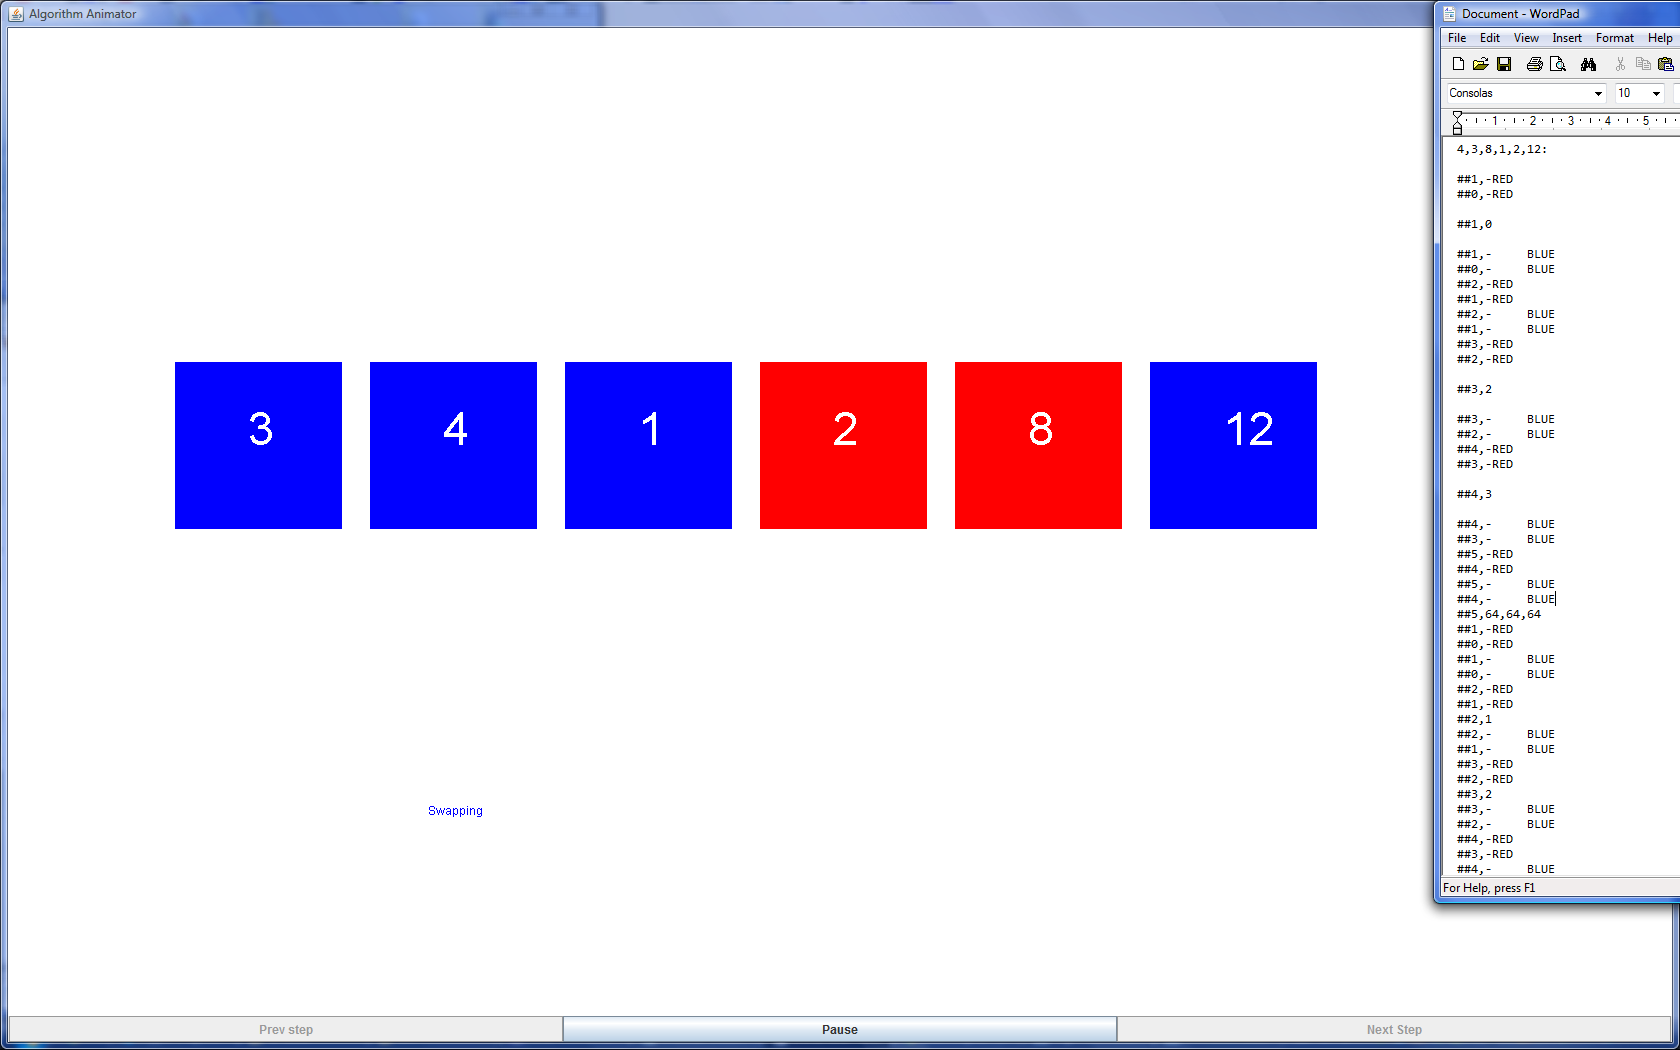 Algorithm Animator
3 4 1 2 8 12
Swapping
Prev step Pause Next Step
Document - WordPad
File Edit View Insert Format Help
Consolas 10
1 2 3 4 5
4,3,8,1,2,12:
##1,-RED
##0,-RED
##1,0
##1,- BLUE
##0,- BLUE
##2,-RED
##1,-RED
##2,- BLUE
##1,- BLUE
##3,-RED
##2,-RED
##3,2
##3,- BLUE
##2,- BLUE
##4,-RED
##3,-RED
##4,3
##4,- BLUE
##3,- BLUE
##5,-RED
##4,-RED
##5,- BLUE
##4,- BLUE
##5,64,64,64
##1,-RED
##0,-RED
##1,- BLUE
##0,- BLUE
##2,-RED
##1,-RED
##2,1
##2,- BLUE
##1,- BLUE
##3,-RED
##2,-RED
##3,2
##3,- BLUE
##2,- BLUE
##4,-RED
##3,-RED
##4,- BLUE
For Help, press F1